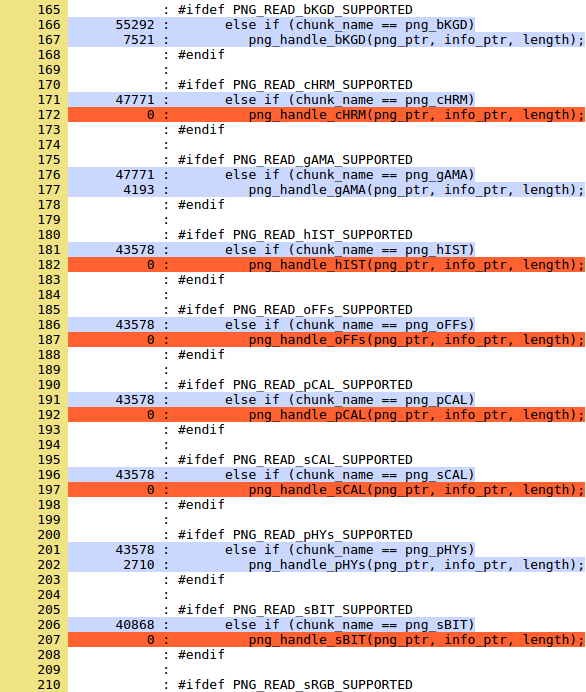 165 : #ifdef PNG_READ_bKGD_SUPPORTED
166 55292 : else if (chunk_name == png_bKGD)
167 7521 : png_handle_bKGD(png_ptr, info_ptr, length);
168 : #endif
169 :
170 : #ifdef PNG_READ_cHRM_SUPPORTED
171 47771 : else if (chunk_name == png_cHRM)
172 0 : png_handle_cHRM(png_ptr, info_ptr, length);
173 : #endif
174 :
175 : #ifdef PNG_READ_gAMA_SUPPORTED
176 47771 : else if (chunk_name == png_gAMA)
177 4193 : png_handle_gAMA(png_ptr, info_ptr, length);
178 : #endif
179 :
180 : #ifdef PNG_READ_hIST_SUPPORTED
181 43578 : else if (chunk_name == png_hIST)
182 0 : png_handle_hIST(png_ptr, info_ptr, length);
183 : #endif
184 :
185 : #ifdef PNG_READ_oFFs_SUPPORTED
186 43578 : else if (chunk_name == png_oFFs)
187 0 : png_handle_oFFs(png_ptr, info_ptr, length);
188 : #endif
189 :
190 : #ifdef PNG_READ_pCAL_SUPPORTED
191 43578 : else if (chunk_name == png_pCAL)
192 0 : png_handle_pCAL(png_ptr, info_ptr, length);
193 : #endif
194 :
195 : #ifdef PNG_READ_sCAL_SUPPORTED
196 43578 : else if (chunk_name == png_sCAL)
197 0 : png_handle_sCAL(png_ptr, info_ptr, length);
198 : #endif
199 :
200 : #ifdef PNG_READ_pHYs_SUPPORTED
201 43578 : else if (chunk_name == png_pHYs)
202 2710 : png_handle_pHYs(png_ptr, info_ptr, length);
203 : #endif
204 :
205 : #ifdef PNG_READ_sBIT_SUPPORTED
206 40868 : else if (chunk_name == png_sBIT)
207 0 : png_handle_sBIT(png_ptr, info_ptr, length);
208 : #endif
209 :
210 : #ifdef PNG_READ_sRGB_SUPPORTED